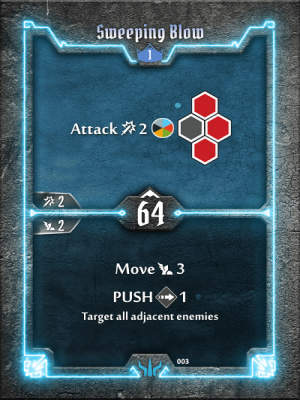 Sweeping Blow
1
Attack 2
2
64
2
Move 3
PUSH 1
Target all adjacent enemies
003